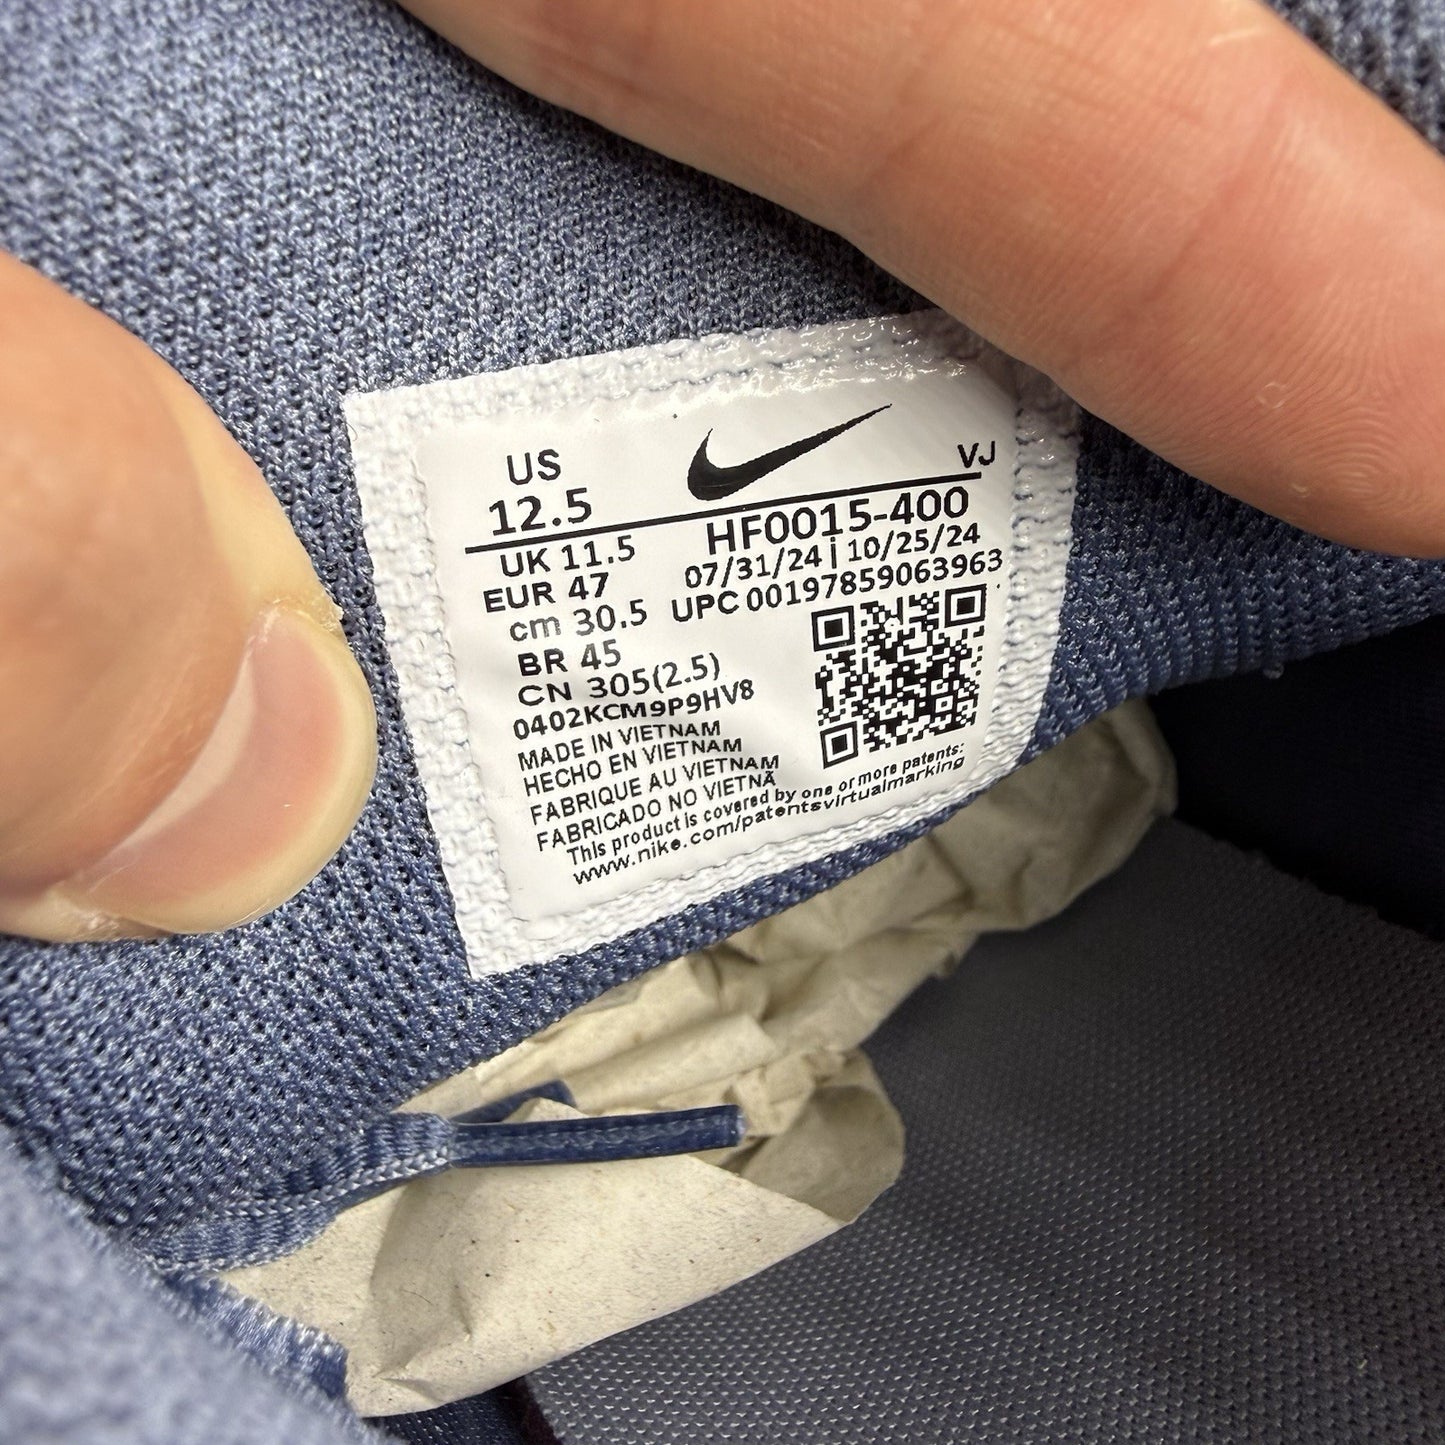 US
12.5
VJ
UK 11.5
HF0015-400
EUR 47
07/31/24 | 10/25/24
cm 30.5
UPC 00197859063963
BR 45
CN 305(2.5)
0402KCM9P9HV8
MADE IN VIETNAM
HECHO EN VIETNAM
FABRIQUE AU VIETNAM
FABRICADO NO VIETNÃ
This product is covered by one or more patents:
www.nike.com/patentsvirtualmarking